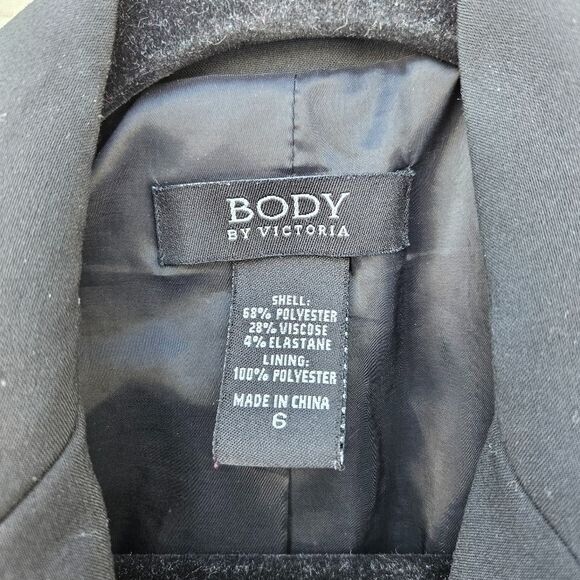 BODY
BY VICTORIA
SHELL:
68% POLYESTER
28% VISCOSE
4% ELASTANE
LINING:
100% POLYESTER
MADE IN CHINA
6